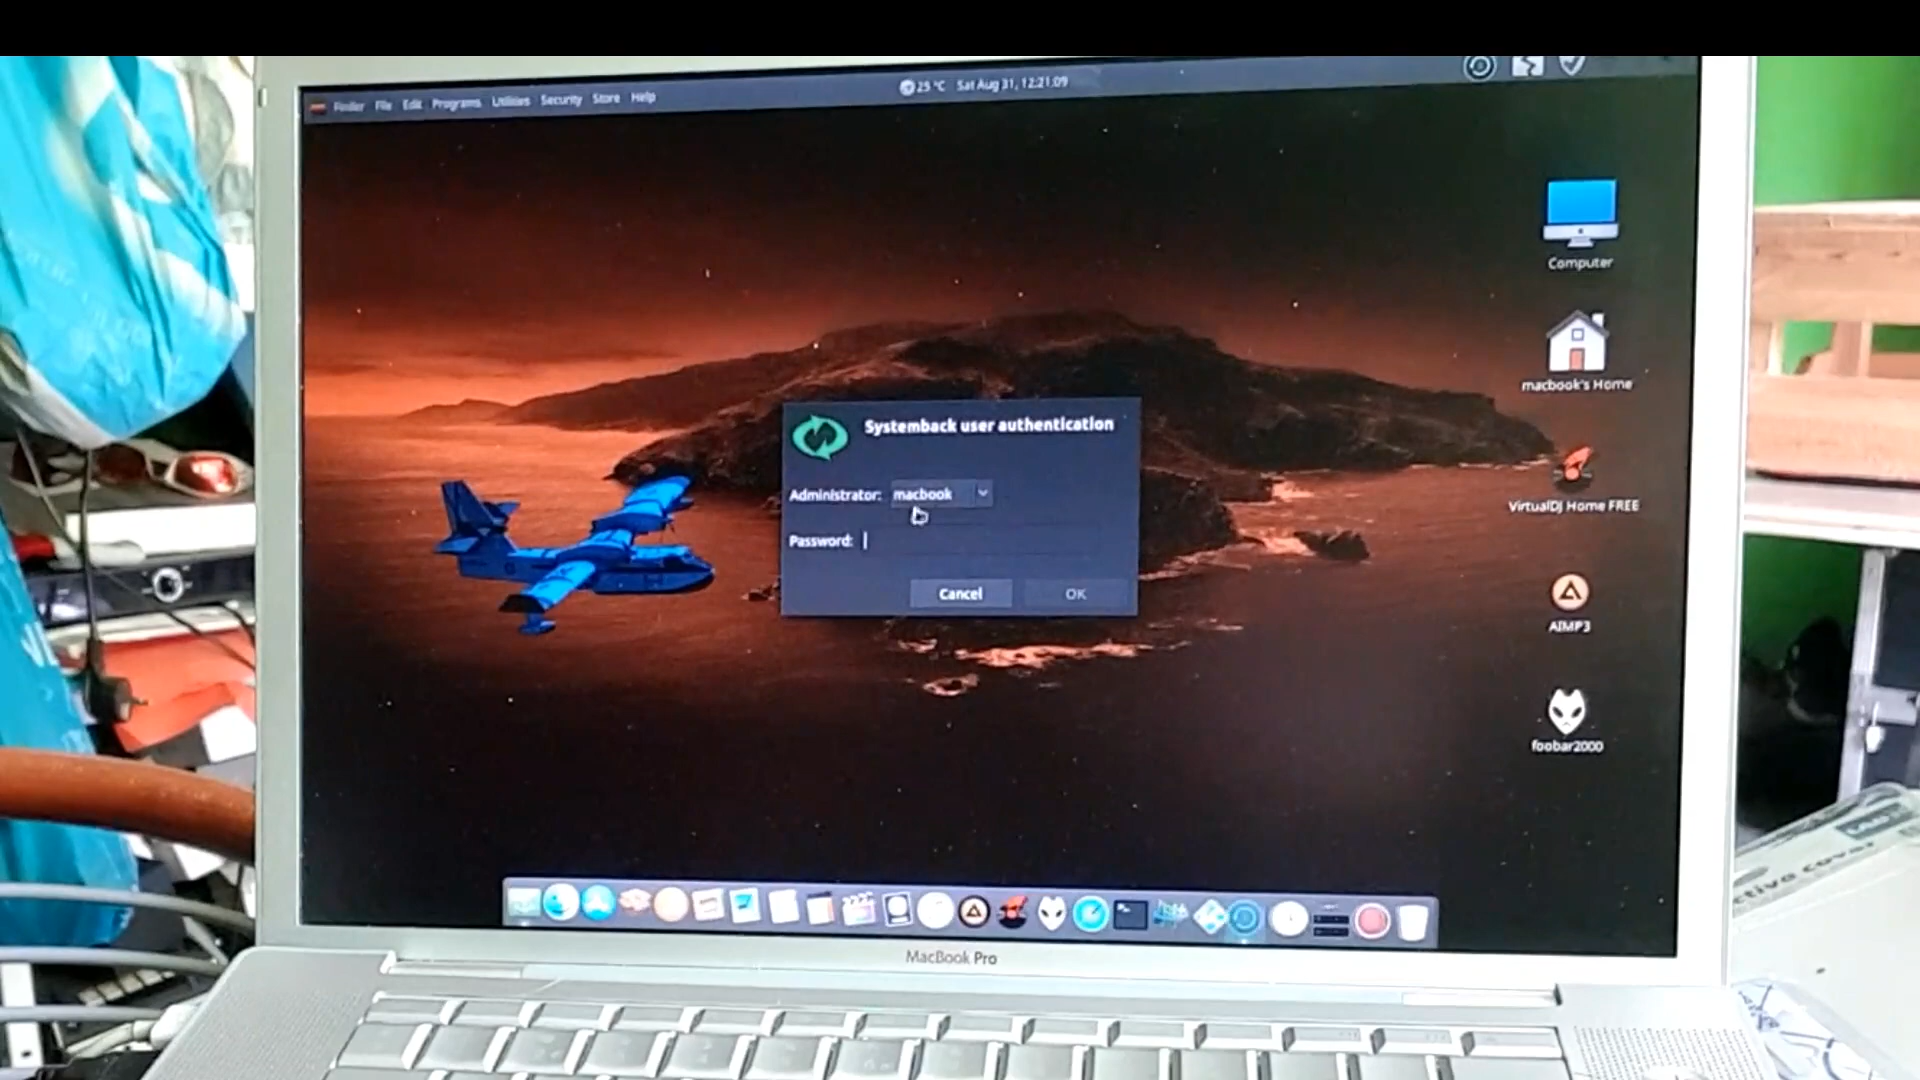 Finder File Edit Programs Utilities Security Store Help
25 °C Sat Aug 31, 12:21:09
Computer
macbook's Home
Systemback user authentication
Administrator: macbook
VirtualDJ Home FREE
Password:
Cancel OK
AIMP3
foobar2000
MacBook Pro